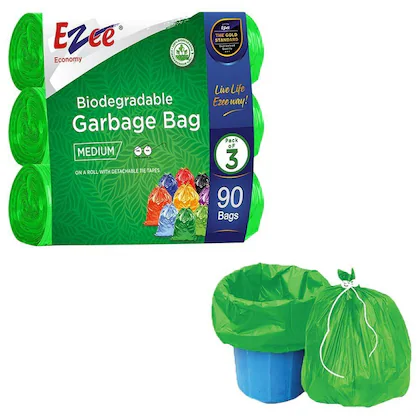 Ezee
Economy
Biodegradable
Garbage Bag
MEDIUM
ON A ROLL WITH DETACHABLE TIE TAPES
THE GOLD
STANDARD
Live Life
Ezee way!
Pack
OF
3
90
Bags